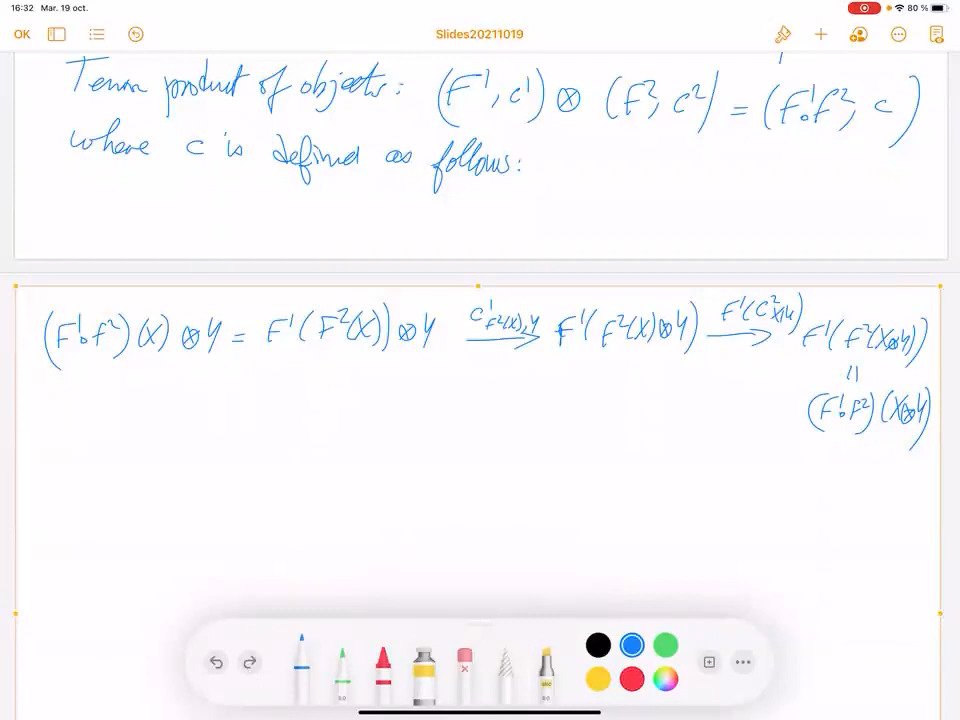 16:32 Mar. 19 oct. 80 %
OK Slides20211019
Tensor product of objects: (F¹, c¹) ⊗ (F², c²) = (F¹∘F², c)
where c is defined as follows:
(F¹∘F²)(X) ⊗ Y = F¹(F²(X)) ⊗ Y —c¹_{F²(X),Y}→ F¹(F²(X) ⊗ Y) —F¹(c²_{X,Y})→ F¹(F²(X⊗Y))
=
(F¹∘F²)(X⊗Y)